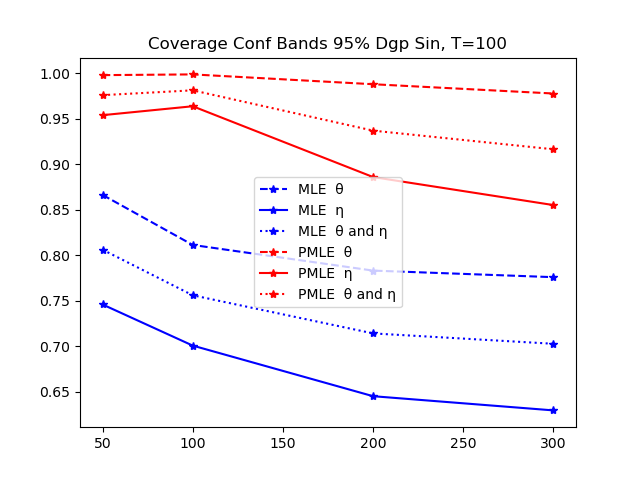 Coverage Conf Bands 95% Dgp Sin, T=100
1.00
0.95
0.90
0.85
0.80
0.75
0.70
0.65
MLE θ
MLE η
MLE θ and η
PMLE θ
PMLE η
PMLE θ and η
50
100
150
200
250
300